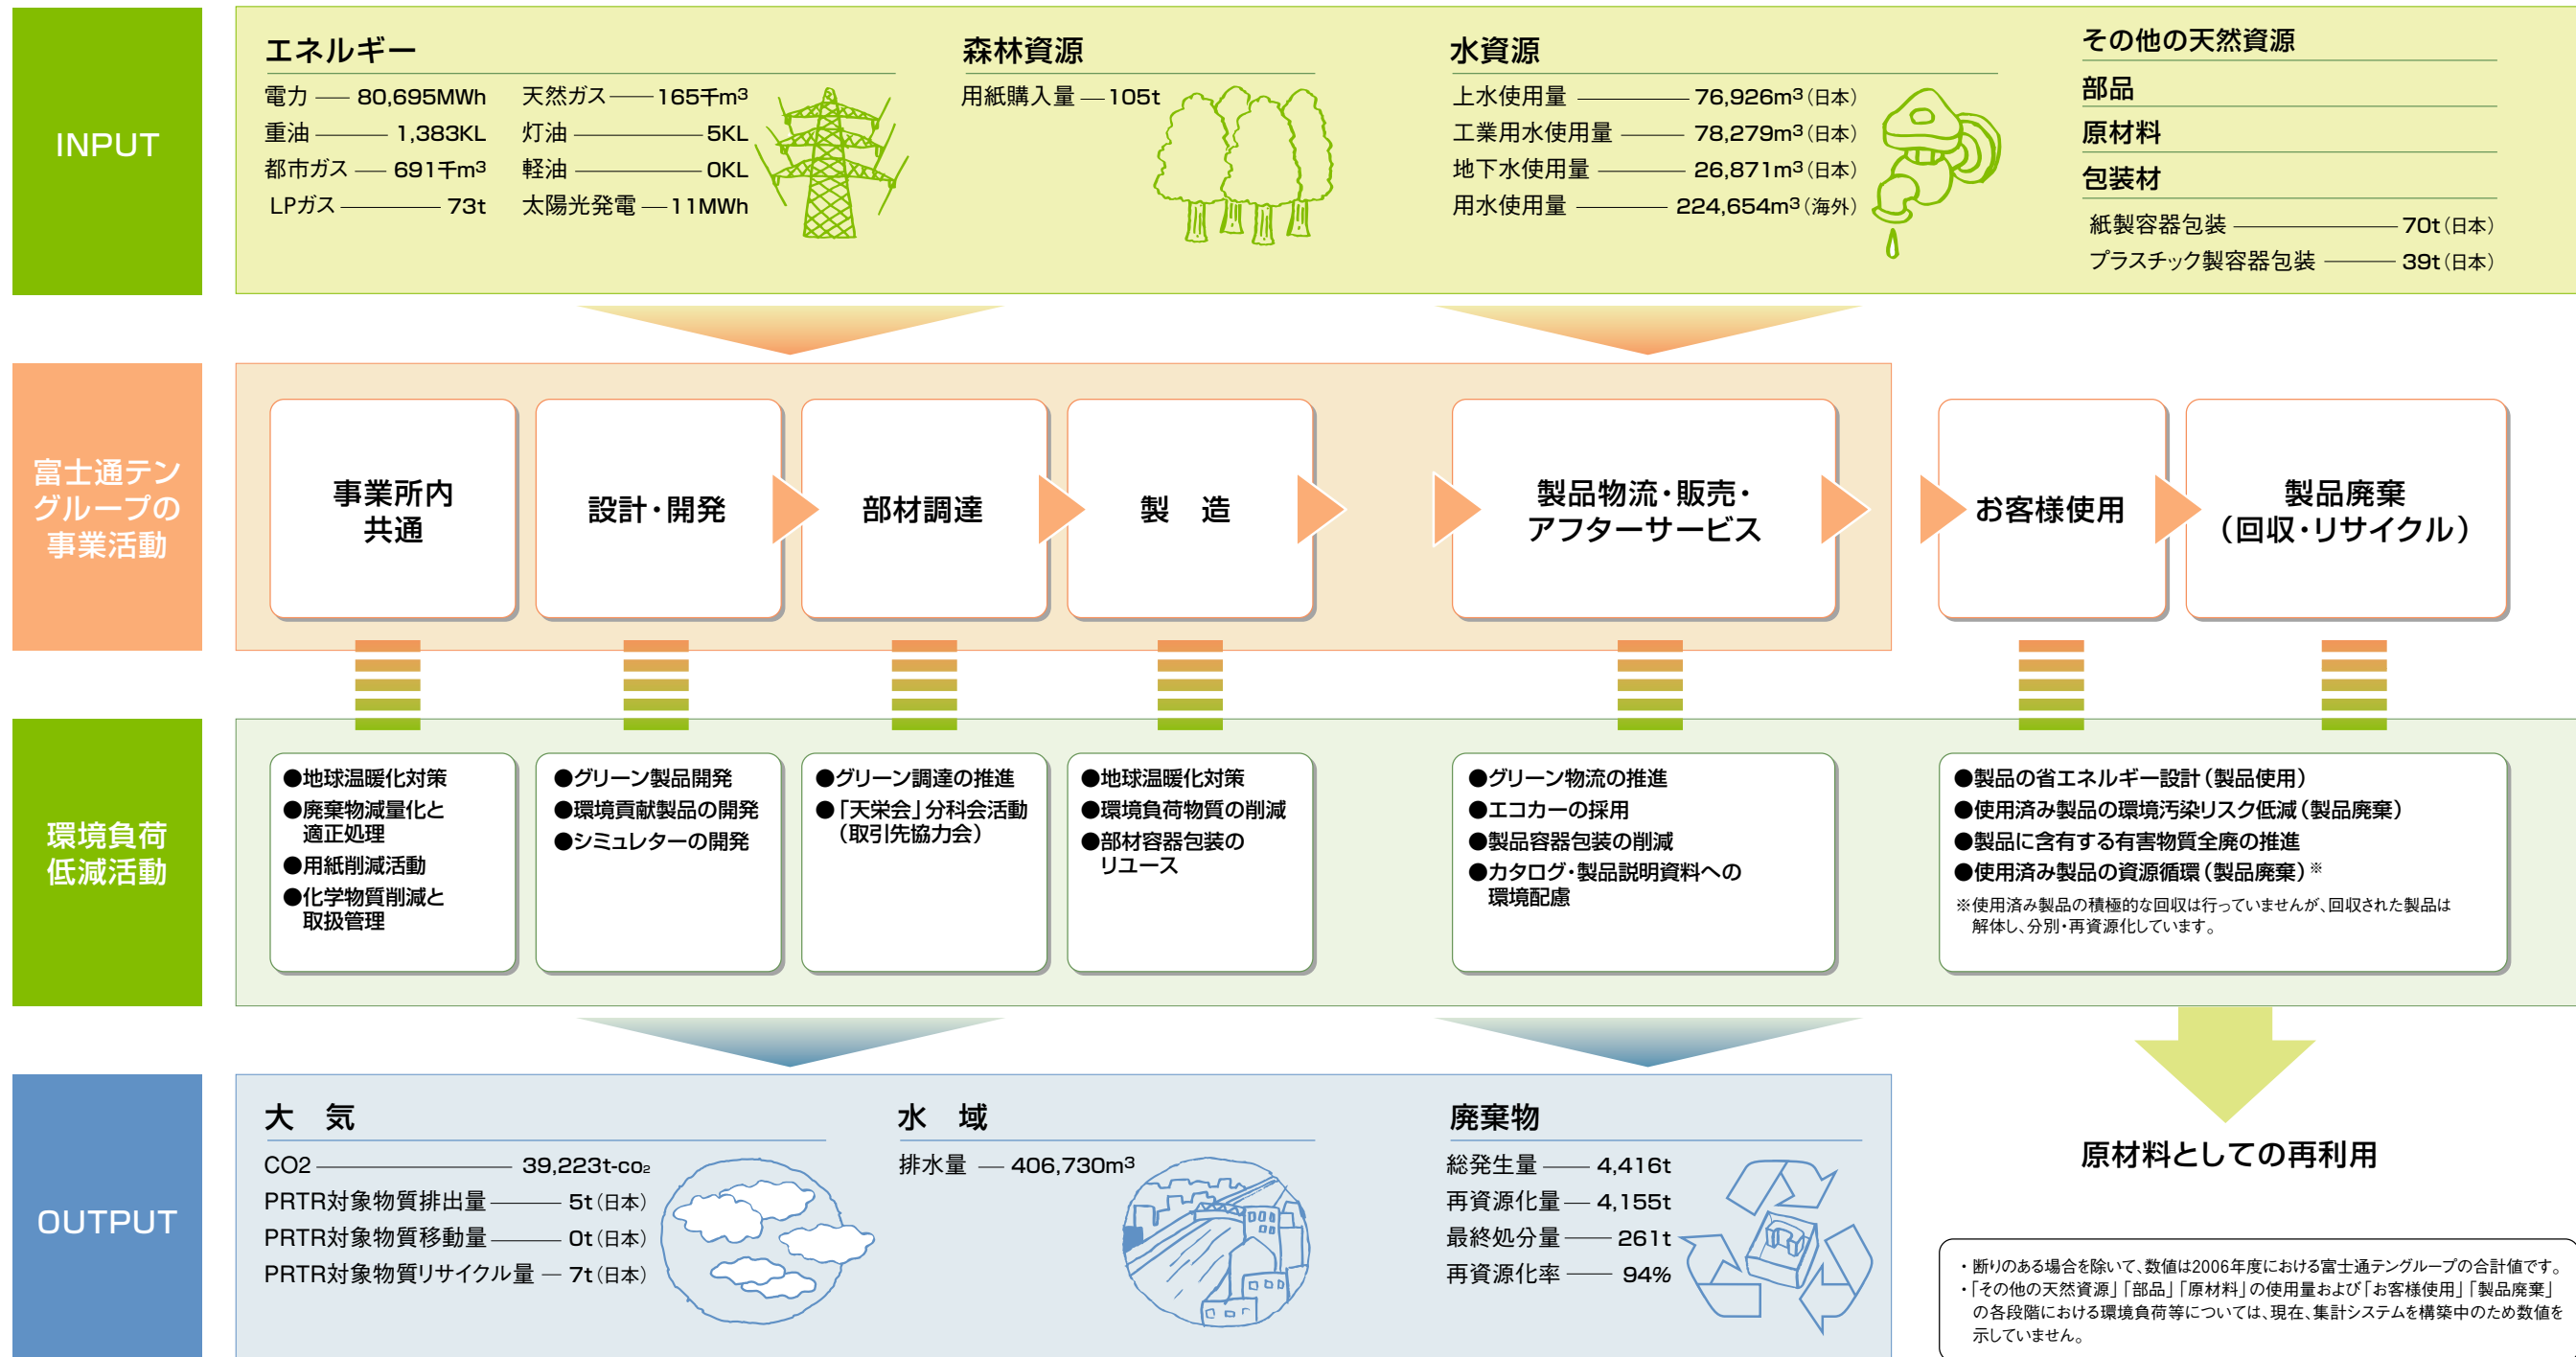 INPUT
エネルギー
電力 80,695MWh
重油 1,383KL
都市ガス 691千m³
LPガス 73t
天然ガス 165千m³
灯油 5KL
軽油 0KL
太陽光発電 11MWh
森林資源
用紙購入量 105t
水資源
上水使用量 76,926m³(日本)
工業用水使用量 78,279m³(日本)
地下水使用量 26,871m³(日本)
用水使用量 224,654m³(海外)
その他の天然資源
部品
原材料
包装材
紙製容器包装 70t(日本)
プラスチック製容器包装 39t(日本)
富士通テン
グループの
事業活動
事業所内
共通
設計・開発
部材調達
製 造
製品物流・販売・
アフターサービス
お客様使用
製品廃棄
(回収・リサイクル)
環境負荷
低減活動
●地球温暖化対策
●廃棄物減量化と
適正処理
●用紙削減活動
●化学物質削減と
取扱管理
●グリーン製品開発
●環境貢献製品の開発
●シミュレターの開発
●グリーン調達の推進
●「天栄会」分科会活動
(取引先協力会)
●地球温暖化対策
●環境負荷物質の削減
●部材容器包装の
リユース
●グリーン物流の推進
●エコカーの採用
●製品容器包装の削減
●カタログ・製品説明資料への
環境配慮
●製品の省エネルギー設計(製品使用)
●使用済み製品の環境汚染リスク低減(製品廃棄)
●製品に含有する有害物質全廃の推進
●使用済み製品の資源循環(製品廃棄)※
※使用済み製品の積極的な回収は行っていませんが、回収された製品は
解体し、分別・再資源化しています。
OUTPUT
大 気
CO2 39,223t-co₂
PRTR対象物質排出量 5t(日本)
PRTR対象物質移動量 0t(日本)
PRTR対象物質リサイクル量 7t(日本)
水 域
排水量 406,730m³
廃棄物
総発生量 4,416t
再資源化量 4,155t
最終処分量 261t
再資源化率 94%
原材料としての再利用
・断りのある場合を除いて、数値は2006年度における富士通テングループの合計値です。
・「その他の天然資源」「部品」「原材料」の使用量および「お客様使用」「製品廃棄」
の各段階における環境負荷等については、現在、集計システムを構築中のため数値を
示していません。